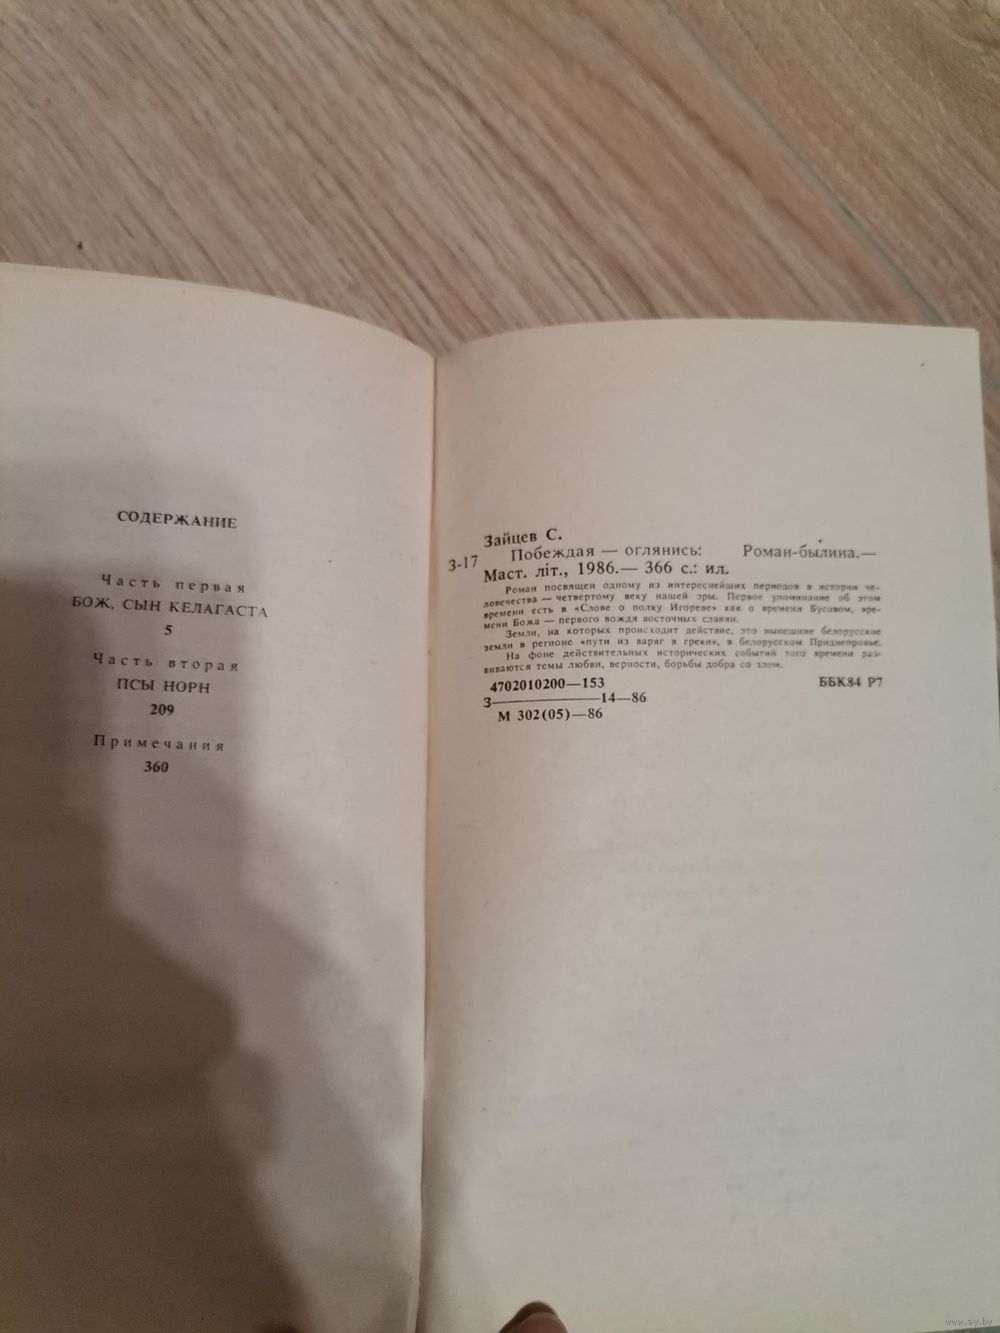 СОДЕРЖАНИЕ
Часть первая
БОЖ, СЫН КЕЛАГАСТА
5
Часть вторая
ПСЫ НОРН
209
Примечания
360
Зайцев С.
З-17 Побеждая — оглянись: Роман-былина.—
Маст. літ., 1986.— 366 с.: ил.
Роман посвящен одному из интереснейших периодов в истории че-
ловечества — четвертому веку нашей эры. Первое упоминание об этом
времени есть в «Слове о полку Игореве» как о времени Бусовом, вре-
мени Божа — первого вождя восточных славян.
Земли, на которых происходит действие, это нынешние белорусские
земли в регионе «пути из варяг в греки», в белорусском Приднепровье.
На фоне действительных исторических событий того времени раз-
виваются темы любви, верности, борьбы добра со злом.
4702010200—153
З————14—86 ББК84 Р7
М 302(05)—86
www.ay.by